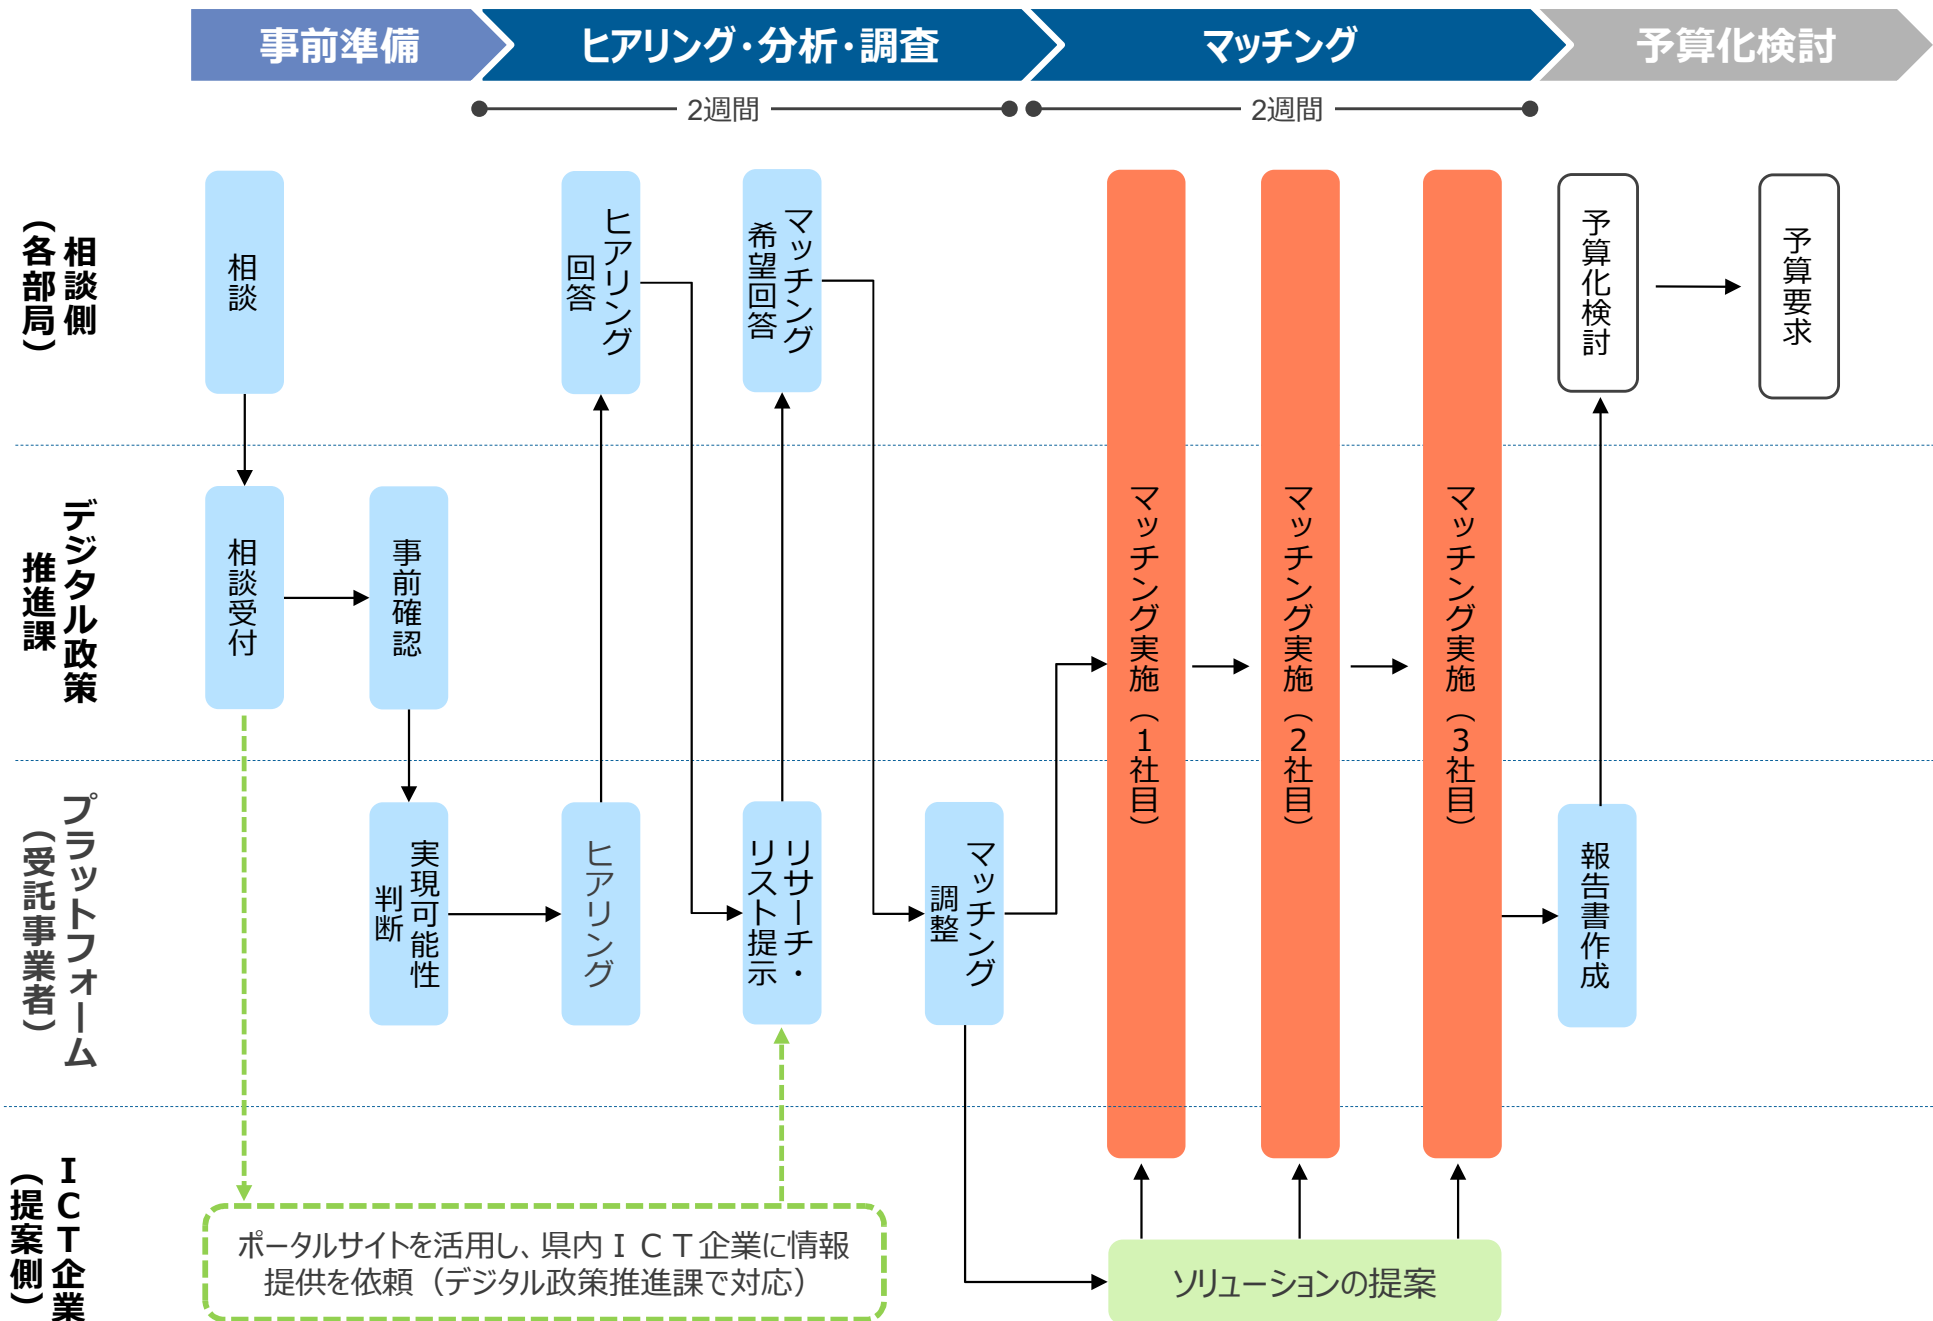 事前準備
ヒアリング・分析・調査
マッチング
予算化検討
2週間
2週間
相談側
（各部局）
相談
ヒアリング
回答
マッチング
希望回答
予算化検討
予算要求
デジタル政策
推進課
相談受付
事前確認
マッチング実施（1社目）
マッチング実施（2社目）
マッチング実施（3社目）
プラットフォーム
（受託事業者）
実現可能性
判断
ヒアリング
リサーチ・
リスト提示
マッチング
調整
報告書作成
ＩＣＴ企業
（提案側）
ポータルサイトを活用し、県内ＩＣＴ企業に情報
提供を依頼（デジタル政策推進課で対応）
ソリューションの提案